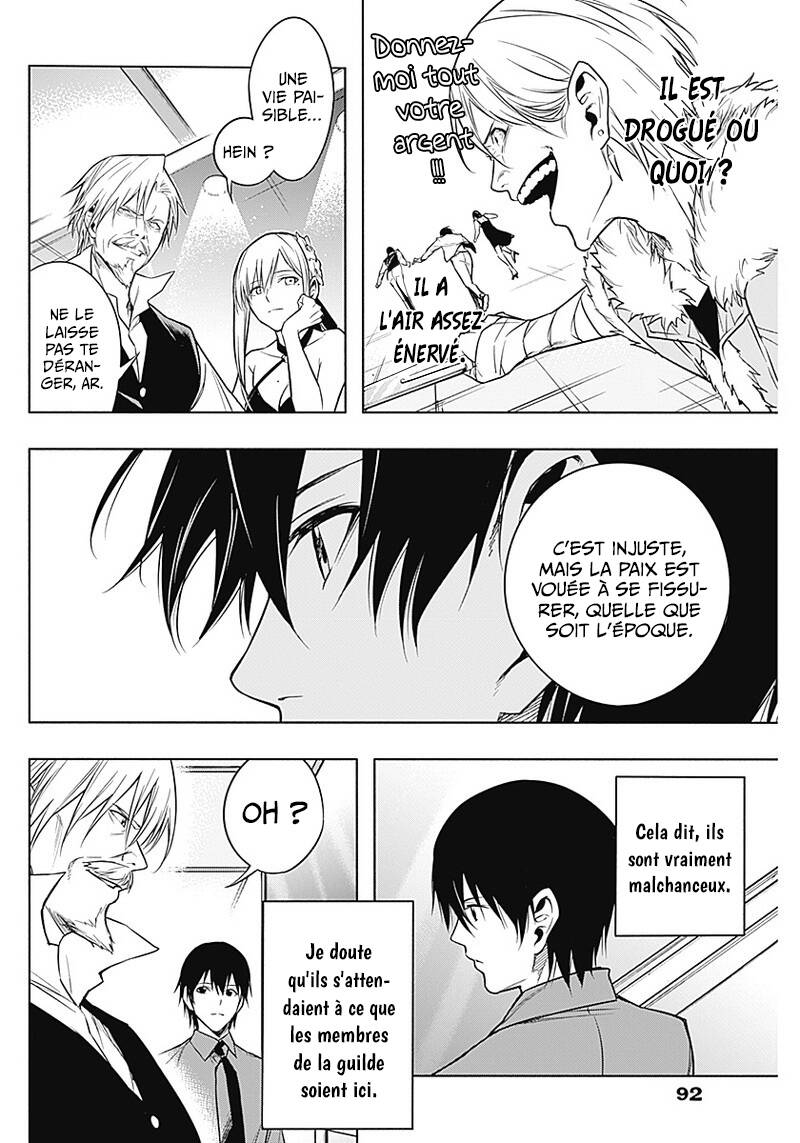 Donnez-
moi tout
votre
argent
!!!
IL EST
DROGUÉ OU
QUOI ?
IL A
L'AIR ASSEZ
ÉNERVÉ.
UNE
VIE PAI-
SIBLE...
HEIN ?
NE LE
LAISSE
PAS TE
DÉRAN-
GER, AR.
C'EST INJUSTE,
MAIS LA PAIX EST
VOUÉE À SE FISSU-
RER, QUELLE QUE
SOIT L'ÉPOQUE.
Cela dit, ils
sont vraiment
malchanceux.
OH ?
Je doute
qu'ils s'atten-
daient à ce que
les membres
de la guilde
soient ici.
92